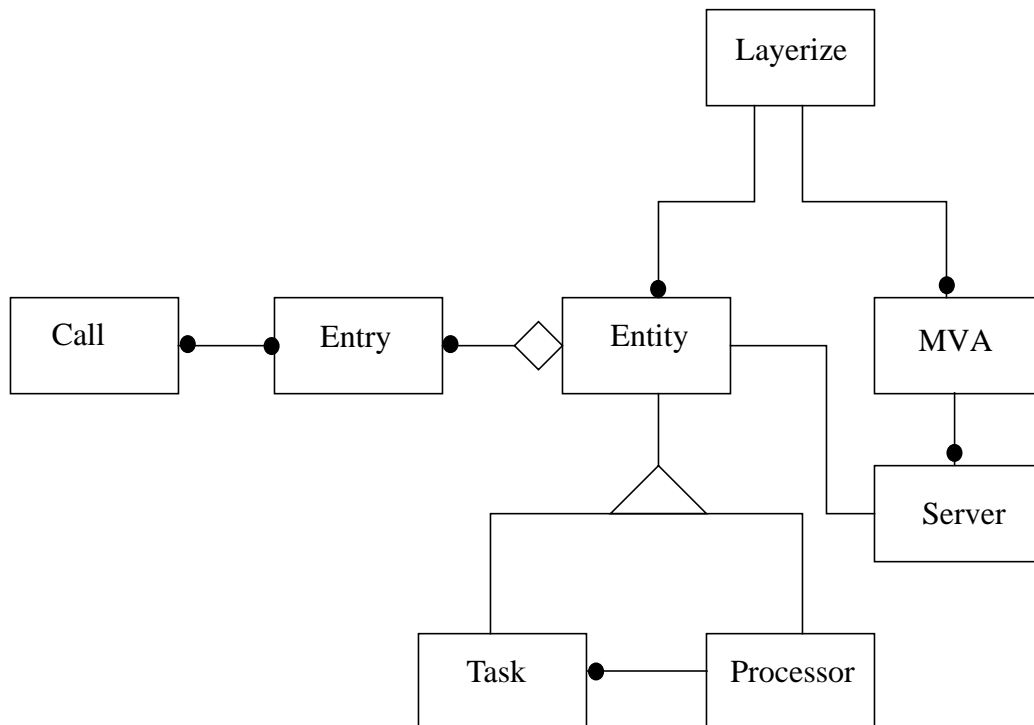 Layerize
Call
Entry
Entity
MVA
Server
Task
Processor